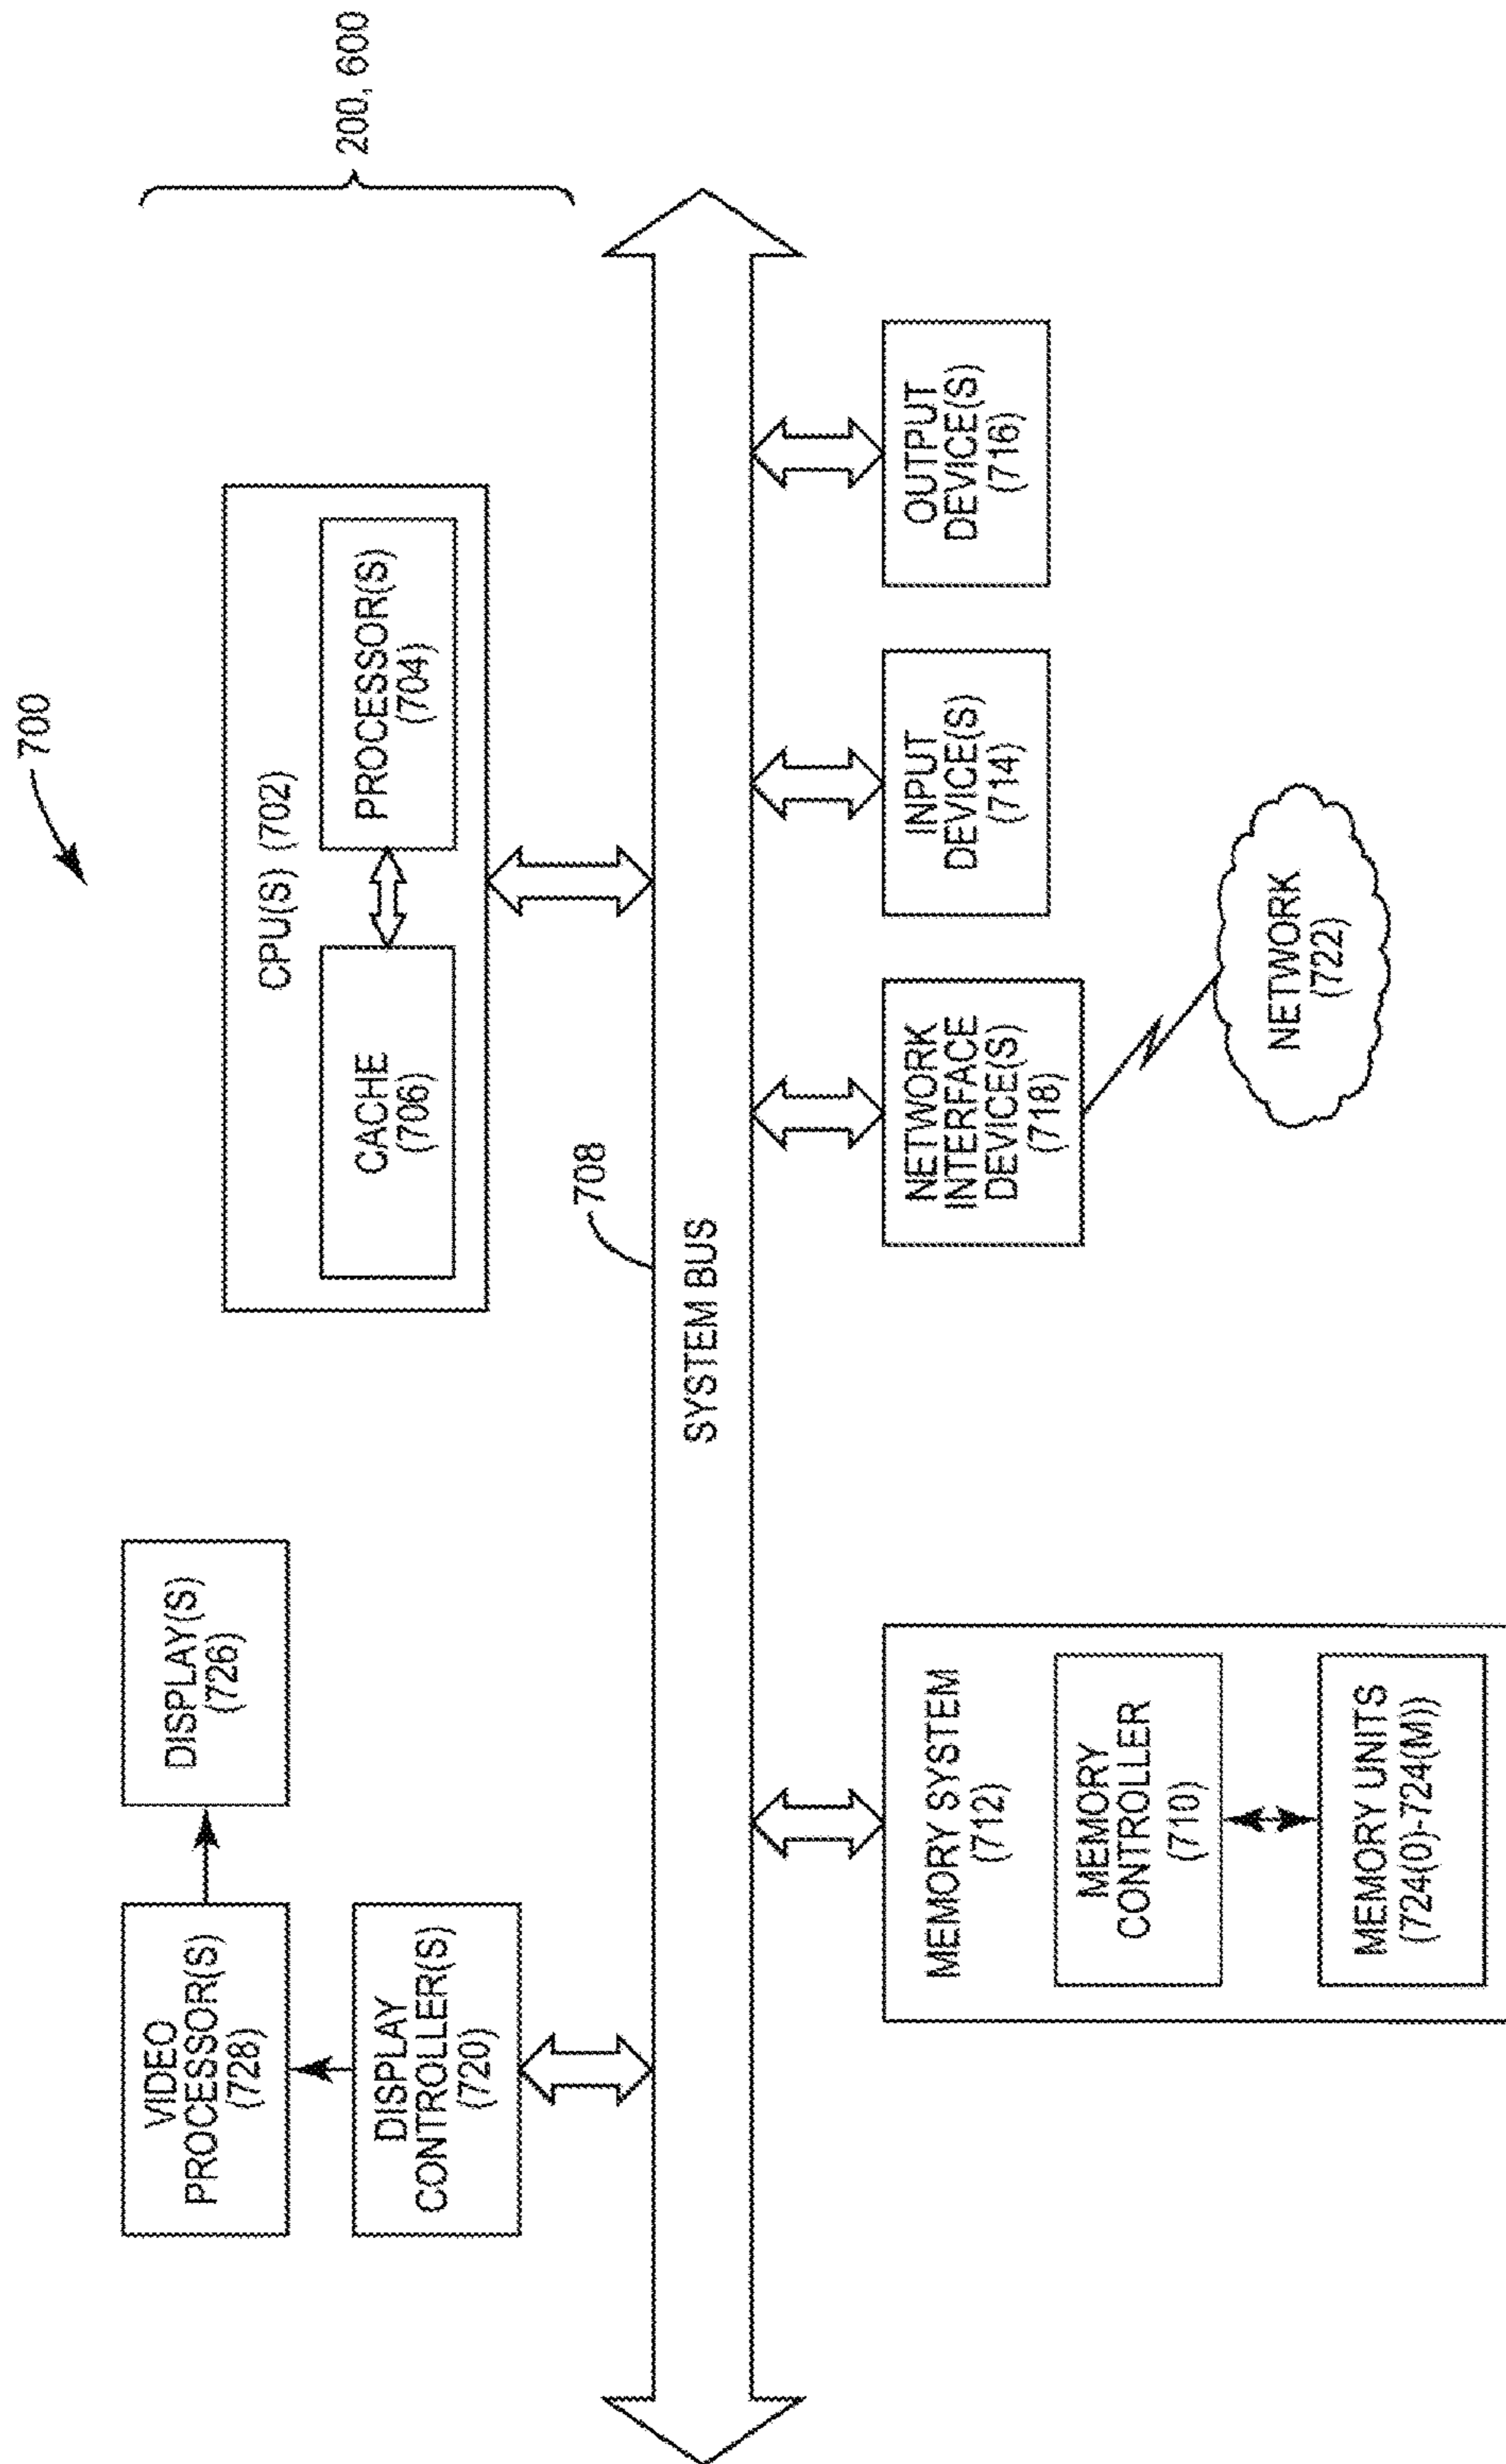 700
200, 600
VIDEO
PROCESSOR(S)
(728)
DISPLAY(S)
(726)
CPU(S) (702)
CACHE
(706)
PROCESSOR(S)
(704)
DISPLAY
CONTROLLER(S)
(720)
708
SYSTEM BUS
MEMORY SYSTEM
(712)
MEMORY
CONTROLLER
(710)
MEMORY UNITS
(724(0)-724(M))
NETWORK
INTERFACE
DEVICE(S)
(718)
INPUT
DEVICE(S)
(714)
OUTPUT
DEVICE(S)
(716)
NETWORK
(722)